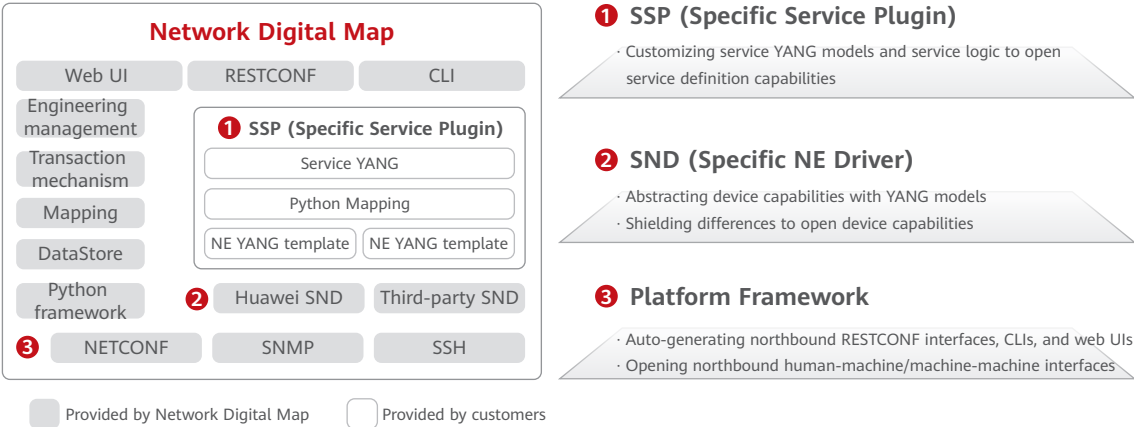 Network Digital Map
Web UI
RESTCONF
CLI
Engineering
management
Transaction
mechanism
Mapping
DataStore
Python
framework
1 SSP (Specific Service Plugin)
Service YANG
Python Mapping
NE YANG template
NE YANG template
2
Huawei SND
Third-party SND
3
NETCONF
SNMP
SSH
Provided by Network Digital Map
Provided by customers
1 SSP (Specific Service Plugin)
· Customizing service YANG models and service logic to open
service definition capabilities
2 SND (Specific NE Driver)
· Abstracting device capabilities with YANG models
· Shielding differences to open device capabilities
3 Platform Framework
· Auto-generating northbound RESTCONF interfaces, CLIs, and web UIs
· Opening northbound human-machine/machine-machine interfaces